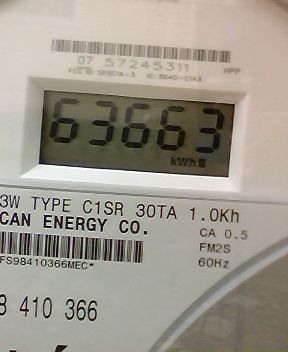 07 57245311
HPP
63663
kWh
3W TYPE C1SR 30TA 1.0Kh
CAN ENERGY CO.
CA 0.5
FM2S
FS98410366MEC*
60Hz
8 410 366